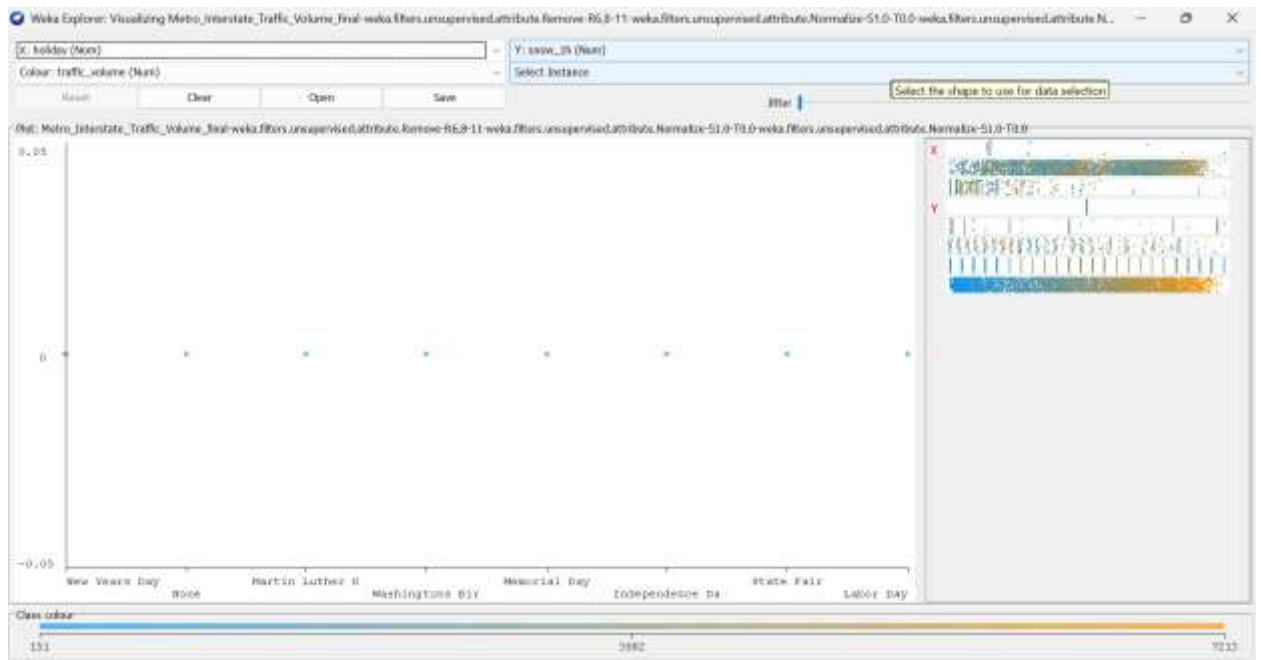 Weka Explorer: Visualizing Metro_Interstate_Traffic_Volume_final-weka.filters.unsupervised.attribute.Remove-R6,8-11-weka.filters.unsupervised.attribute.Normalize-S1.0-T0.0-weka.filters.unsupervised.attribute.N...
X: holiday (Nom)
Y: snow_1h (Num)
Colour: traffic_volume (Num)
Select Instance
Reset
Clear
Open
Save
Jitter
Select the shape to use for data selection
Plot: Metro_Interstate_Traffic_Volume_final-weka.filters.unsupervised.attribute.Remove-R6,8-11-weka.filters.unsupervised.attribute.Normalize-S1.0-T0.0-weka.filters.unsupervised.attribute.Normalize-S1.0-T0.0
0.05
X
Y
0
-0.05
New Years Day
None
Martin Luther K
Washingtons Bir
Memorial Day
Independence Da
State Fair
Labor Day
Class colour
151
3682
7213